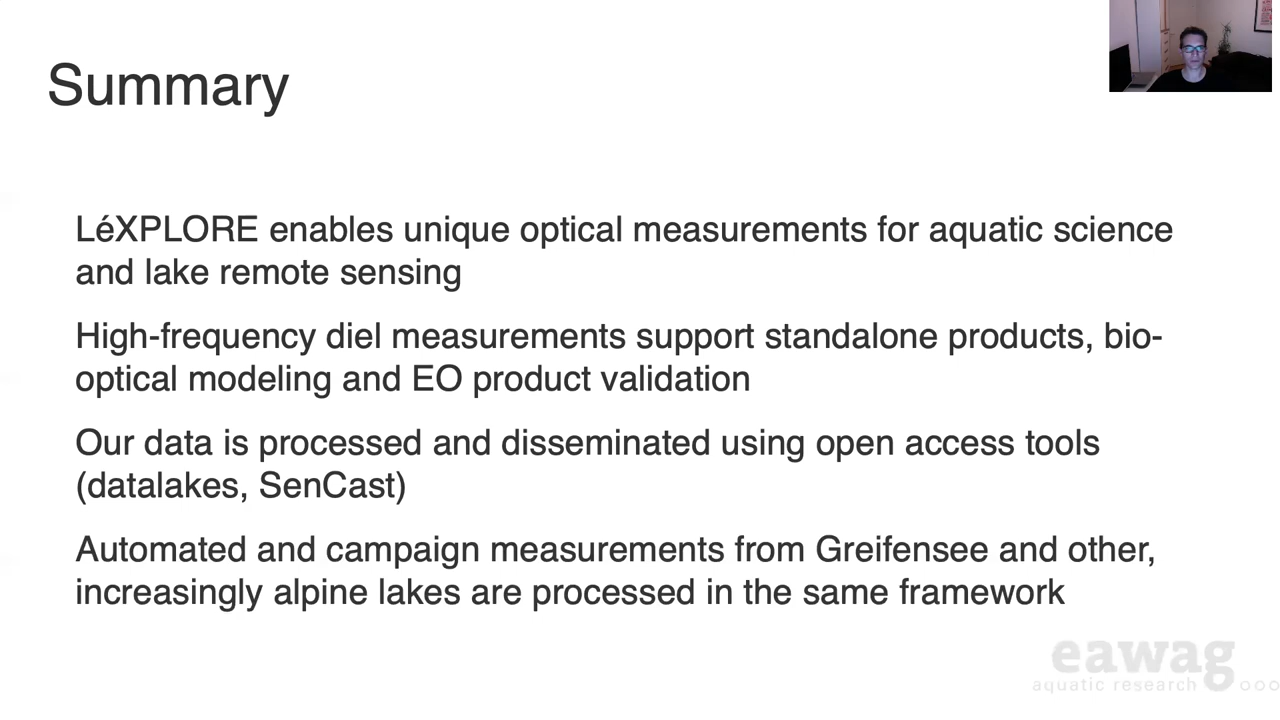 Summary
LéXPLORE enables unique optical measurements for aquatic science
and lake remote sensing
High-frequency diel measurements support standalone products, bio-
optical modeling and EO product validation
Our data is processed and disseminated using open access tools
(datalakes, SenCast)
Automated and campaign measurements from Greifensee and other,
increasingly alpine lakes are processed in the same framework
eawag
aquatic research